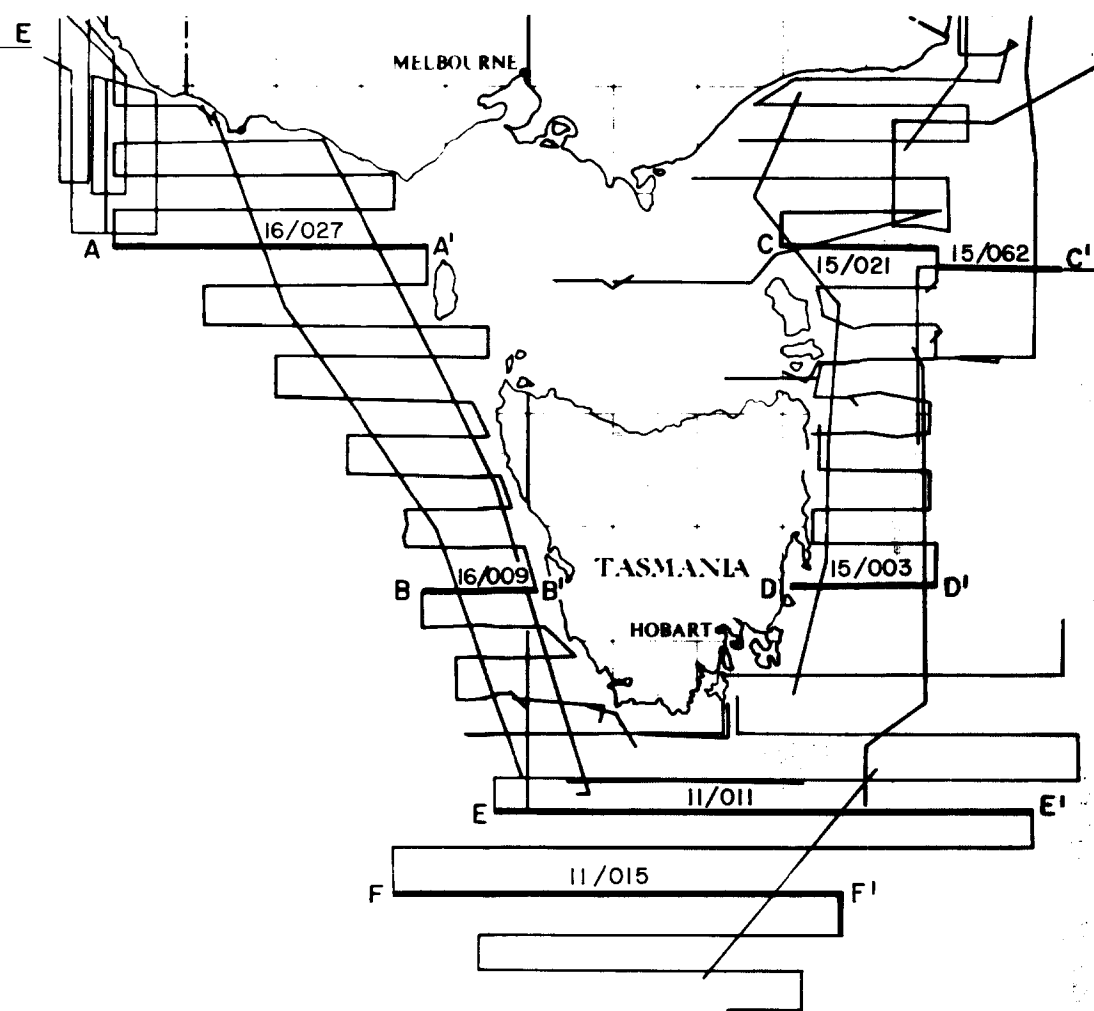 E
MELBOURNE
16/027
A
A'
C
15/021
15/062
C'
TASMANIA
16/009
B
B'
D
15/003
D'
HOBART
11/011
E
E'
11/015
F
F'